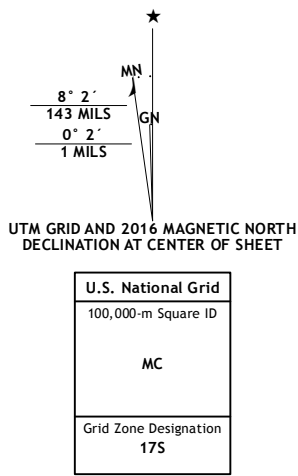 ★
MN
GN
8° 2´
143 MILS
0° 2´
1 MILS
UTM GRID AND 2016 MAGNETIC NORTH
DECLINATION AT CENTER OF SHEET
U.S. National Grid
100,000-m Square ID
MC
Grid Zone Designation
17S